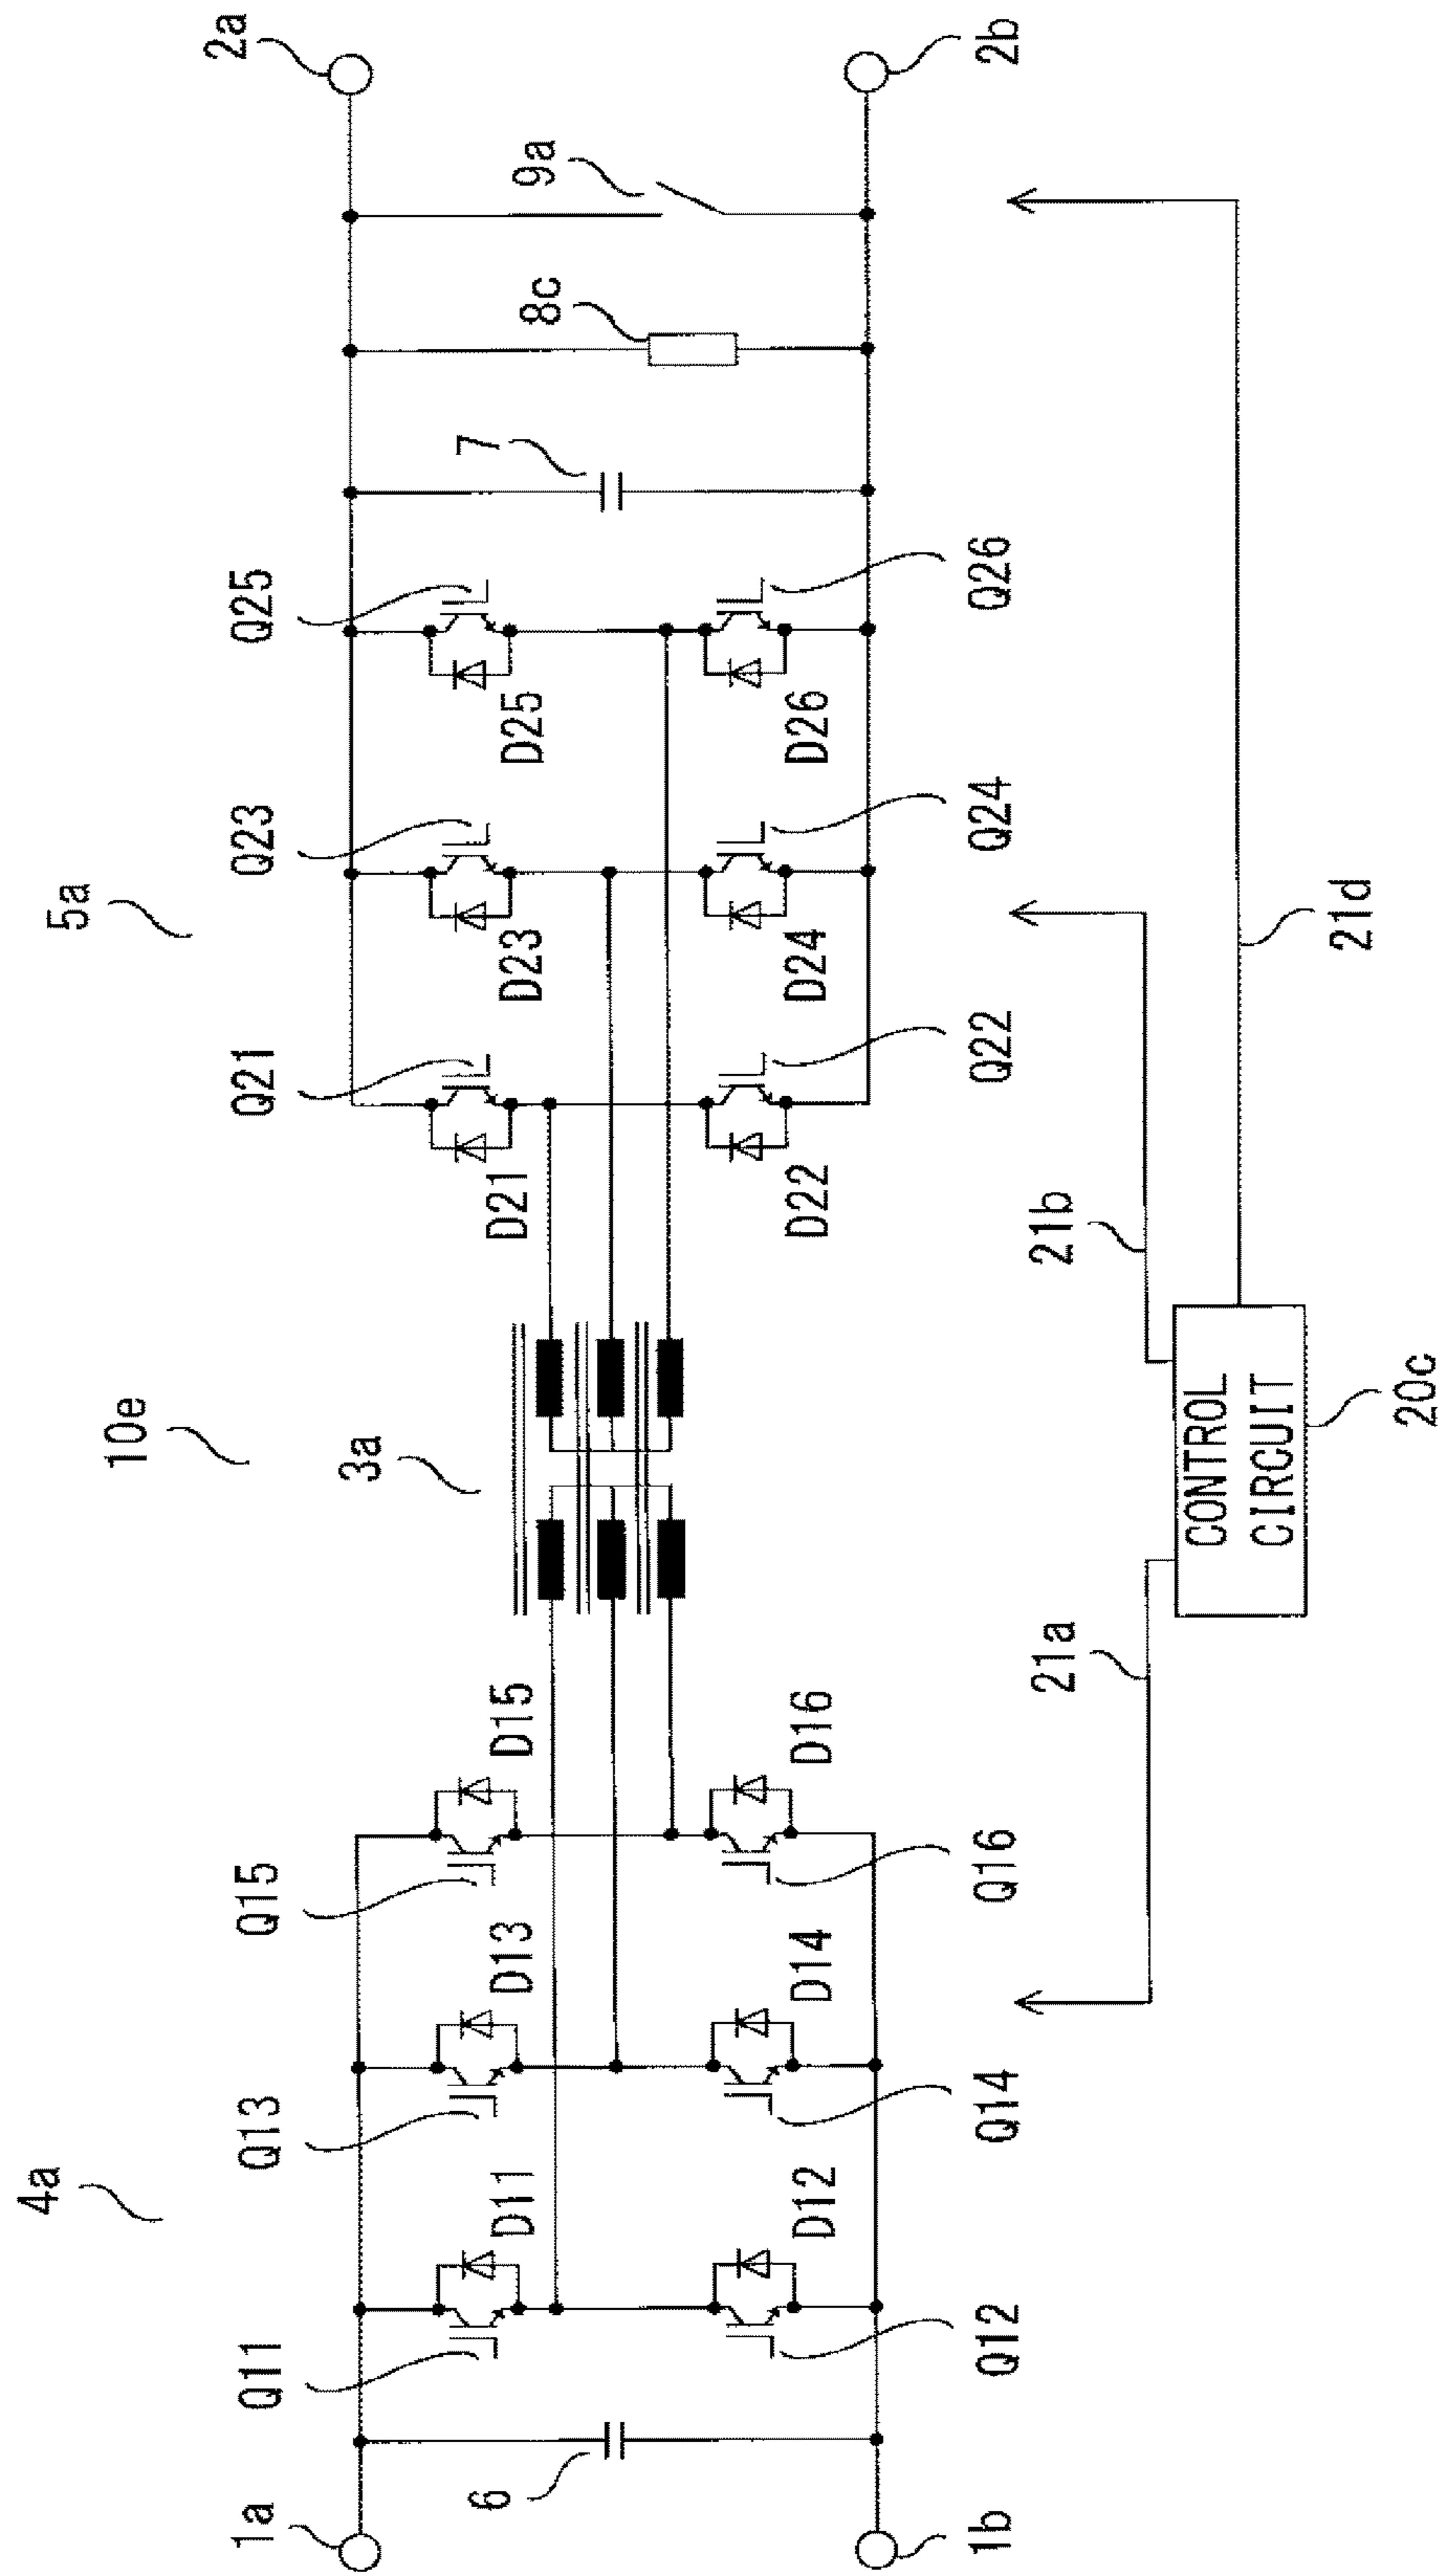 10e
4a
5a
3a
1a
Q11
Q13
Q15
Q21
Q23
Q25
2a
D11
D13
D15
D21
D23
D25
6
7
8c
9a
D12
D14
D16
D22
D24
D26
1b
Q12
Q14
Q16
Q22
Q24
Q26
2b
21a
21b
CONTROL
CIRCUIT
20c
21d